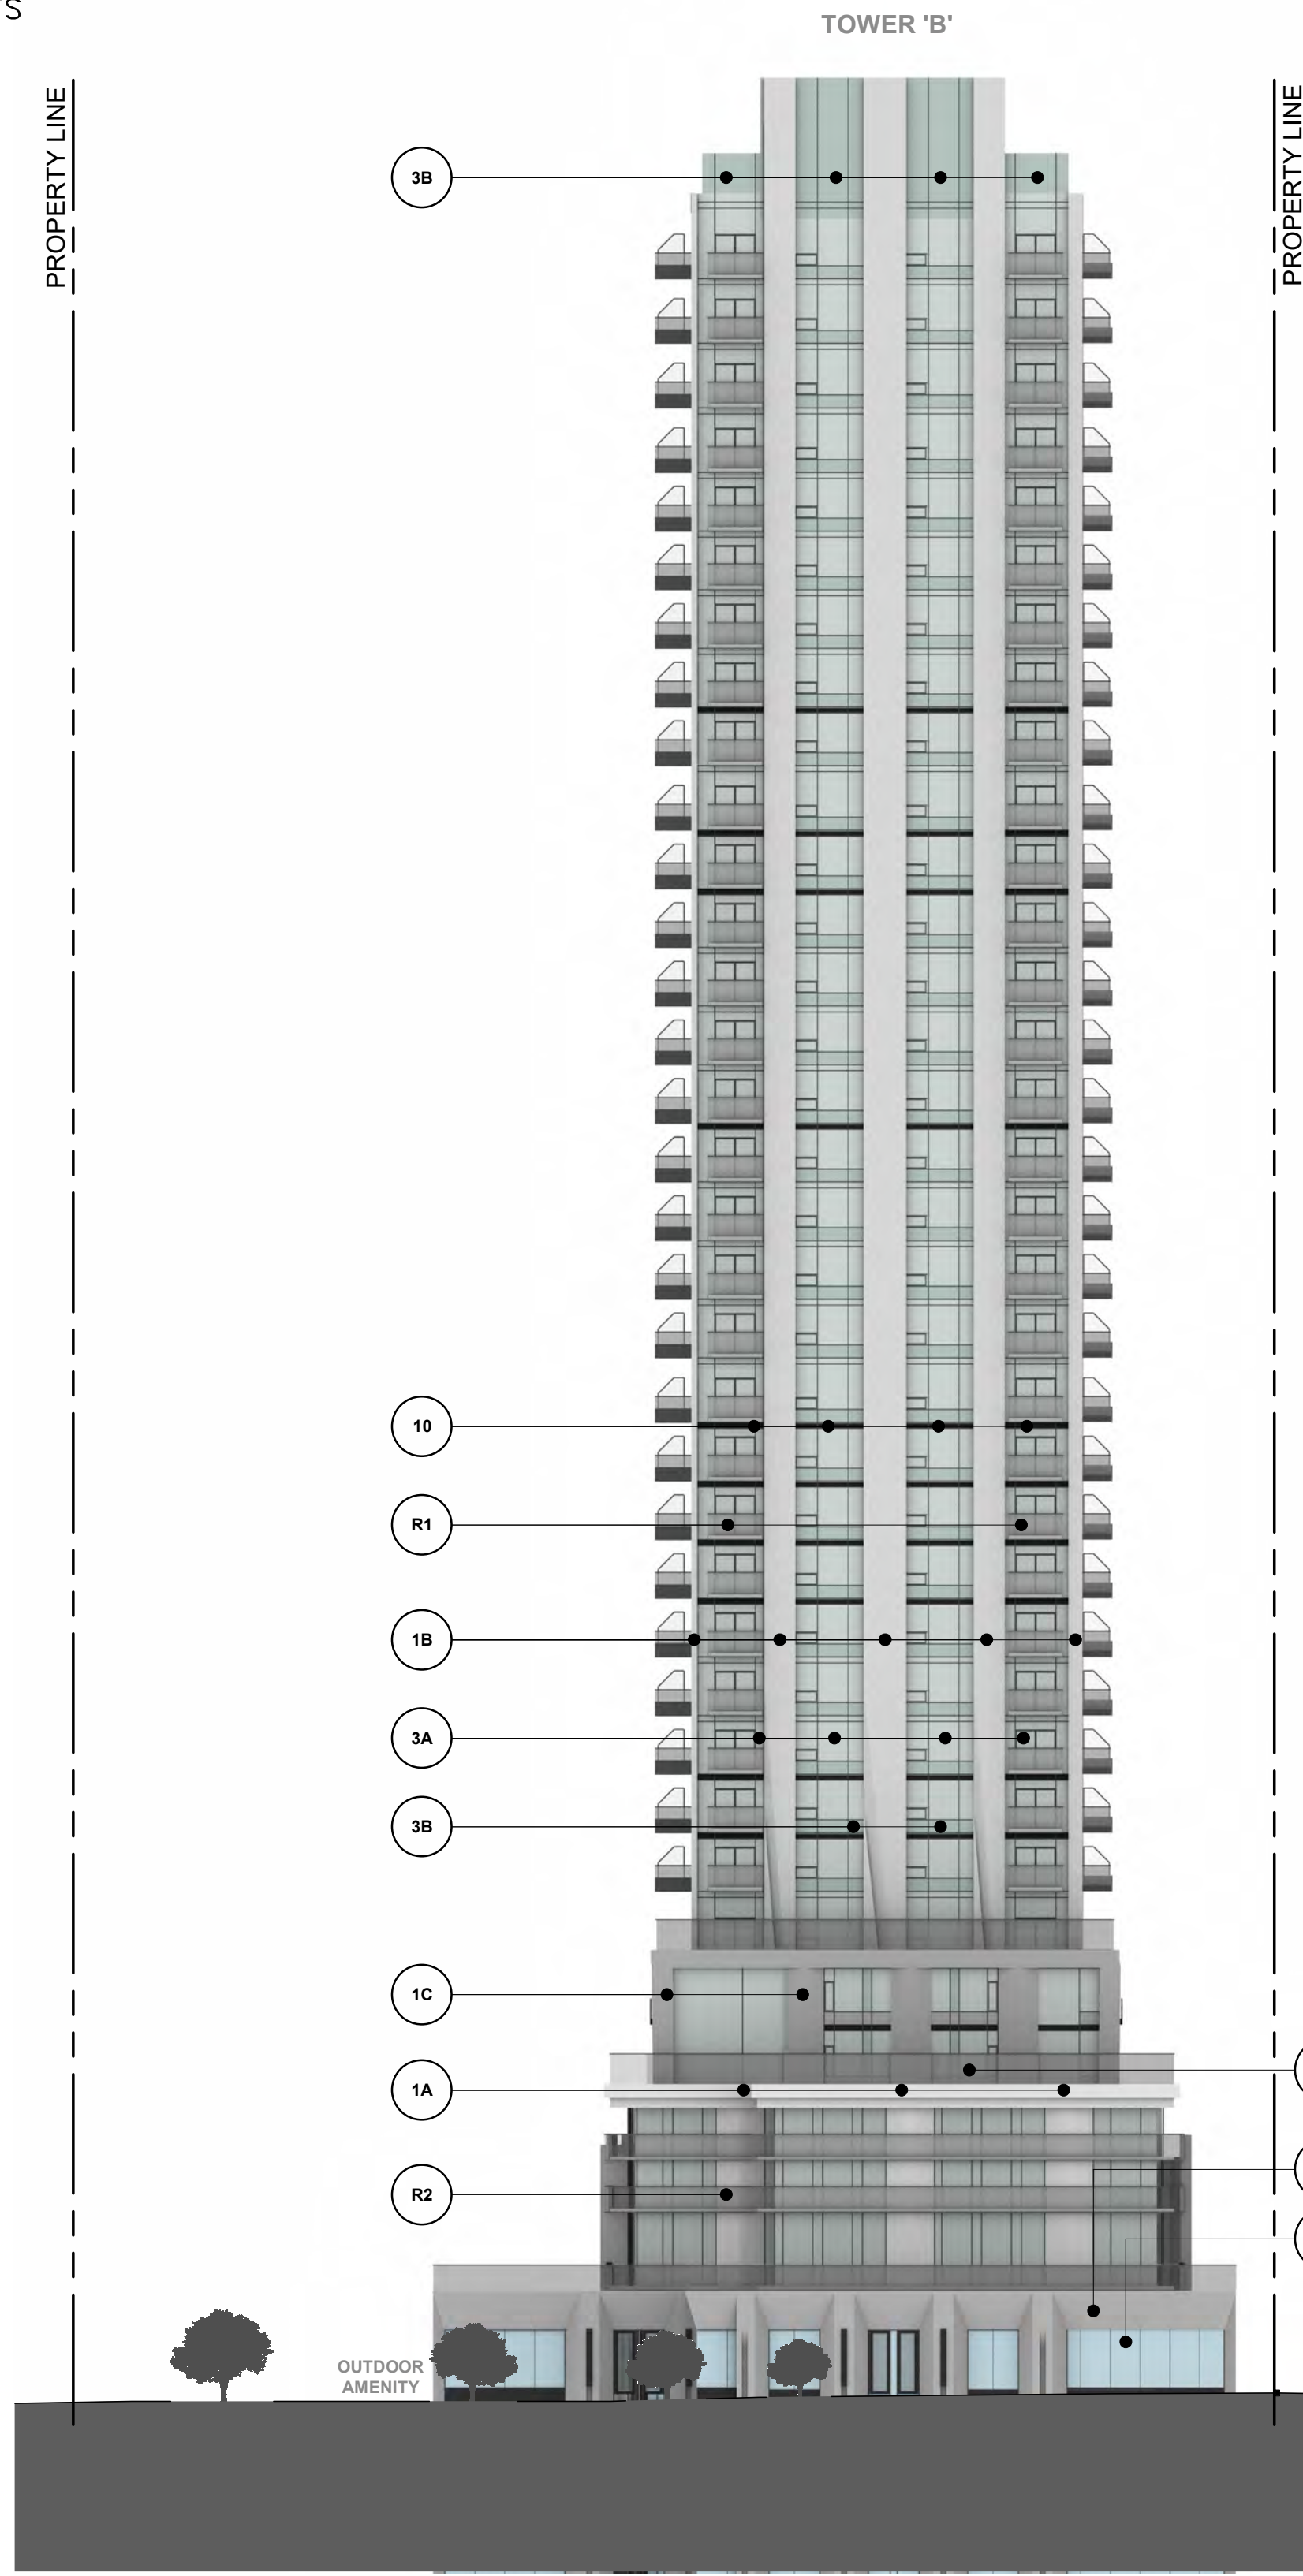 TOWER 'B'
PROPERTY LINE
PROPERTY LINE
3B
10
R1
1B
3A
3B
1C
1A
R2
OUTDOOR
AMENITY